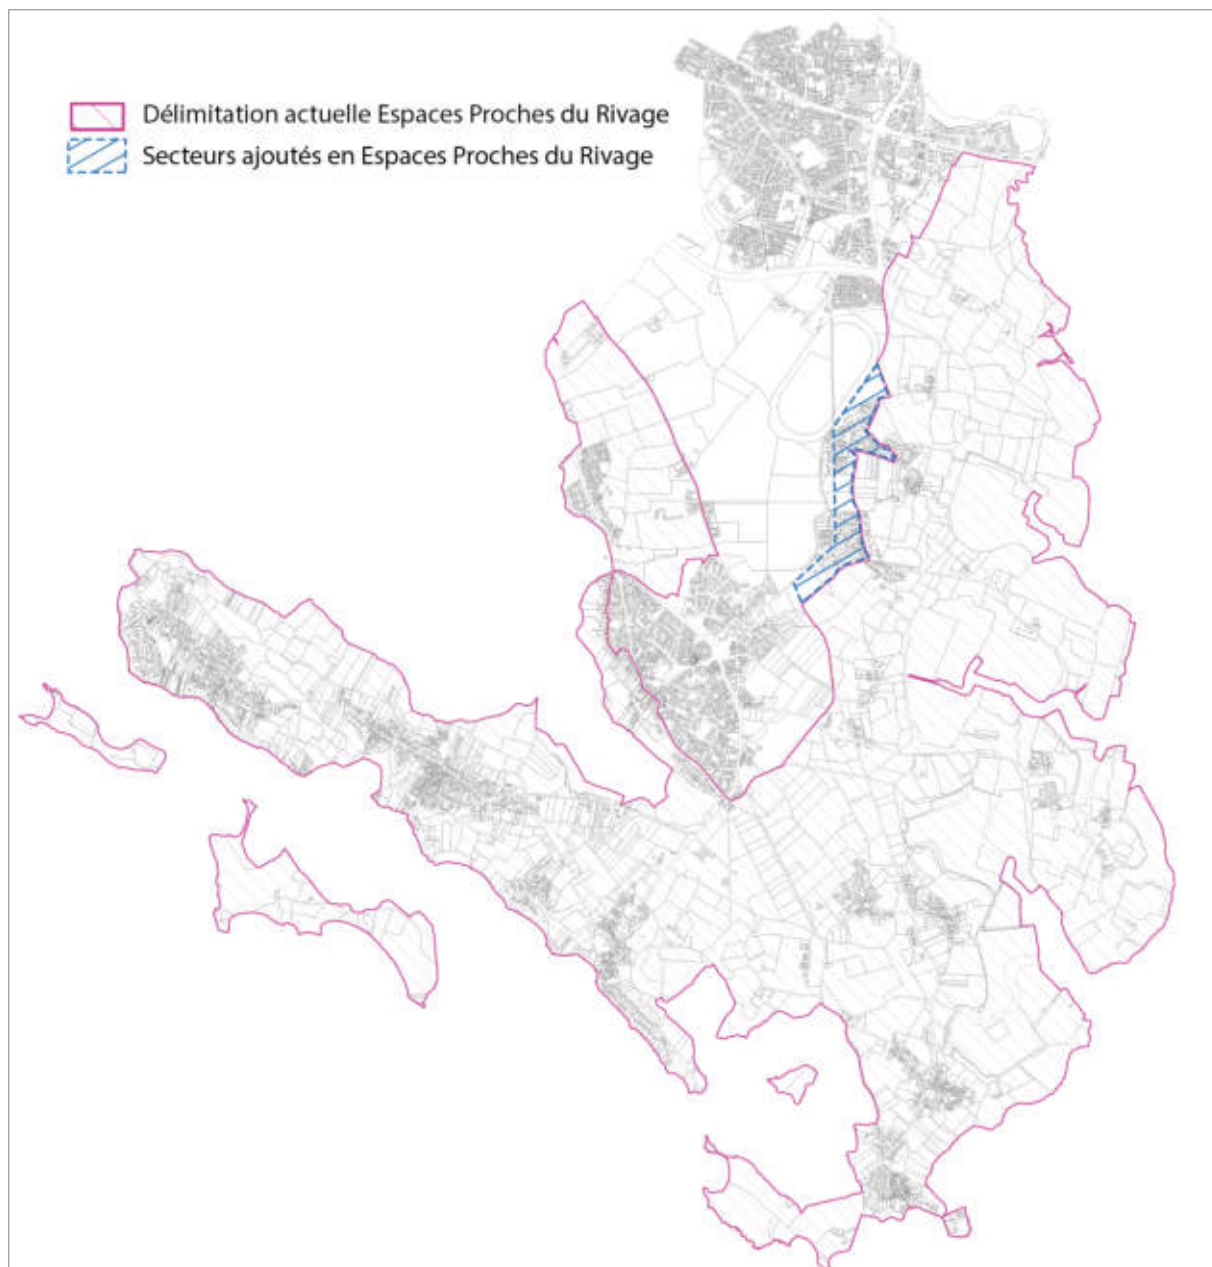 Délimitation actuelle Espaces Proches du Rivage
Secteurs ajoutés en Espaces Proches du Rivage